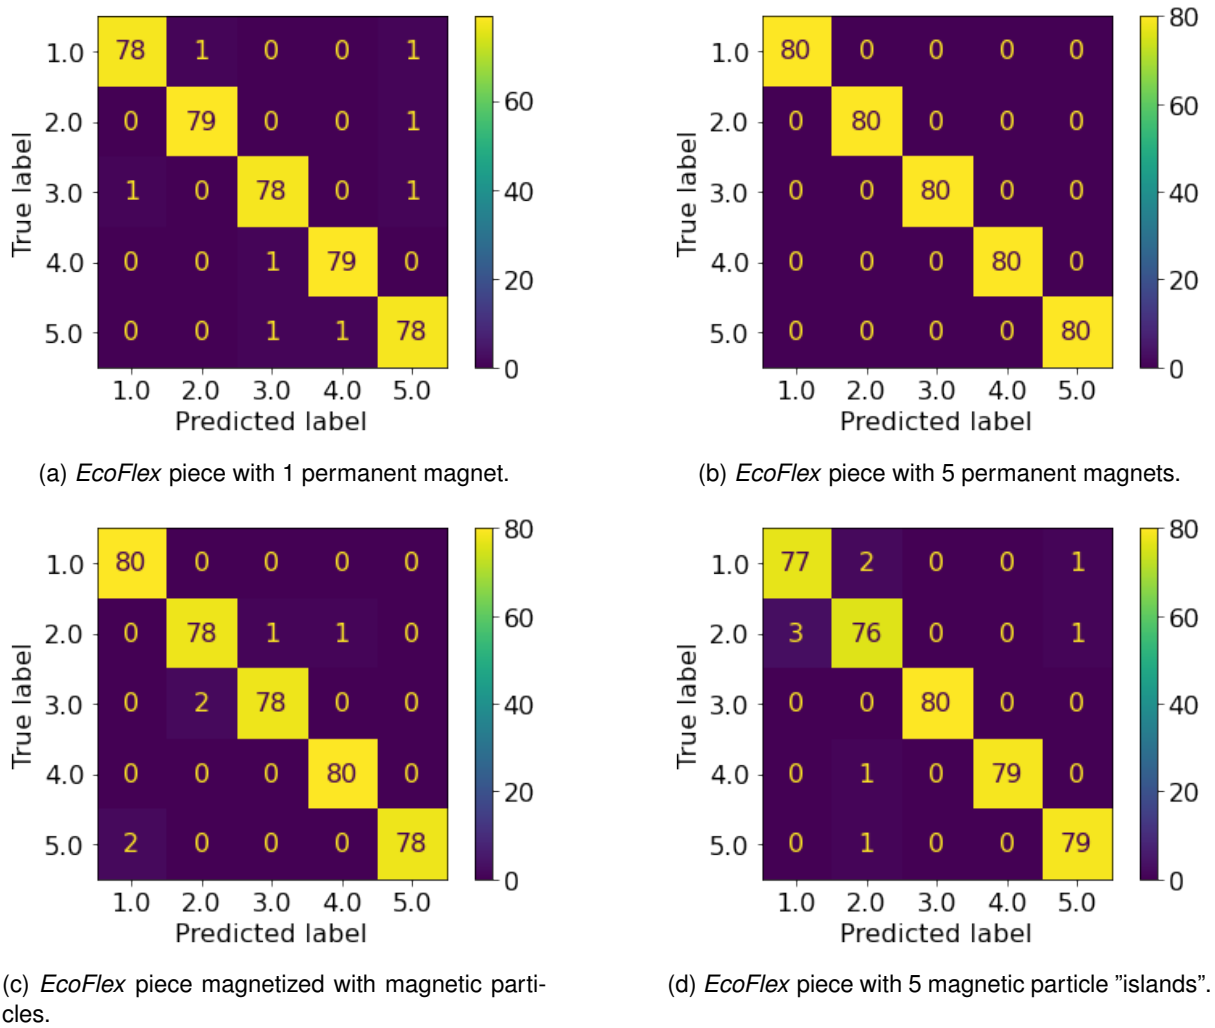 1.0 78 1 0 0 1
2.0 0 79 0 0 1
3.0 1 0 78 0 1
4.0 0 0 1 79 0
5.0 0 0 1 1 78
1.0 2.0 3.0 4.0 5.0
Predicted label
True label
60
40
20
0
(a) EcoFlex piece with 1 permanent magnet.
1.0 80 0 0 0 0
2.0 0 80 0 0 0
3.0 0 0 80 0 0
4.0 0 0 0 80 0
5.0 0 0 0 0 80
1.0 2.0 3.0 4.0 5.0
Predicted label
True label
80
60
40
20
0
(b) EcoFlex piece with 5 permanent magnets.
1.0 80 0 0 0 0
2.0 0 78 1 1 0
3.0 0 2 78 0 0
4.0 0 0 0 80 0
5.0 2 0 0 0 78
1.0 2.0 3.0 4.0 5.0
Predicted label
True label
80
60
40
20
0
(c) EcoFlex piece magnetized with magnetic parti-
cles.
1.0 77 2 0 0 1
2.0 3 76 0 0 1
3.0 0 0 80 0 0
4.0 0 1 0 79 0
5.0 0 1 0 0 79
1.0 2.0 3.0 4.0 5.0
Predicted label
True label
80
60
40
20
0
(d) EcoFlex piece with 5 magnetic particle ”islands”.